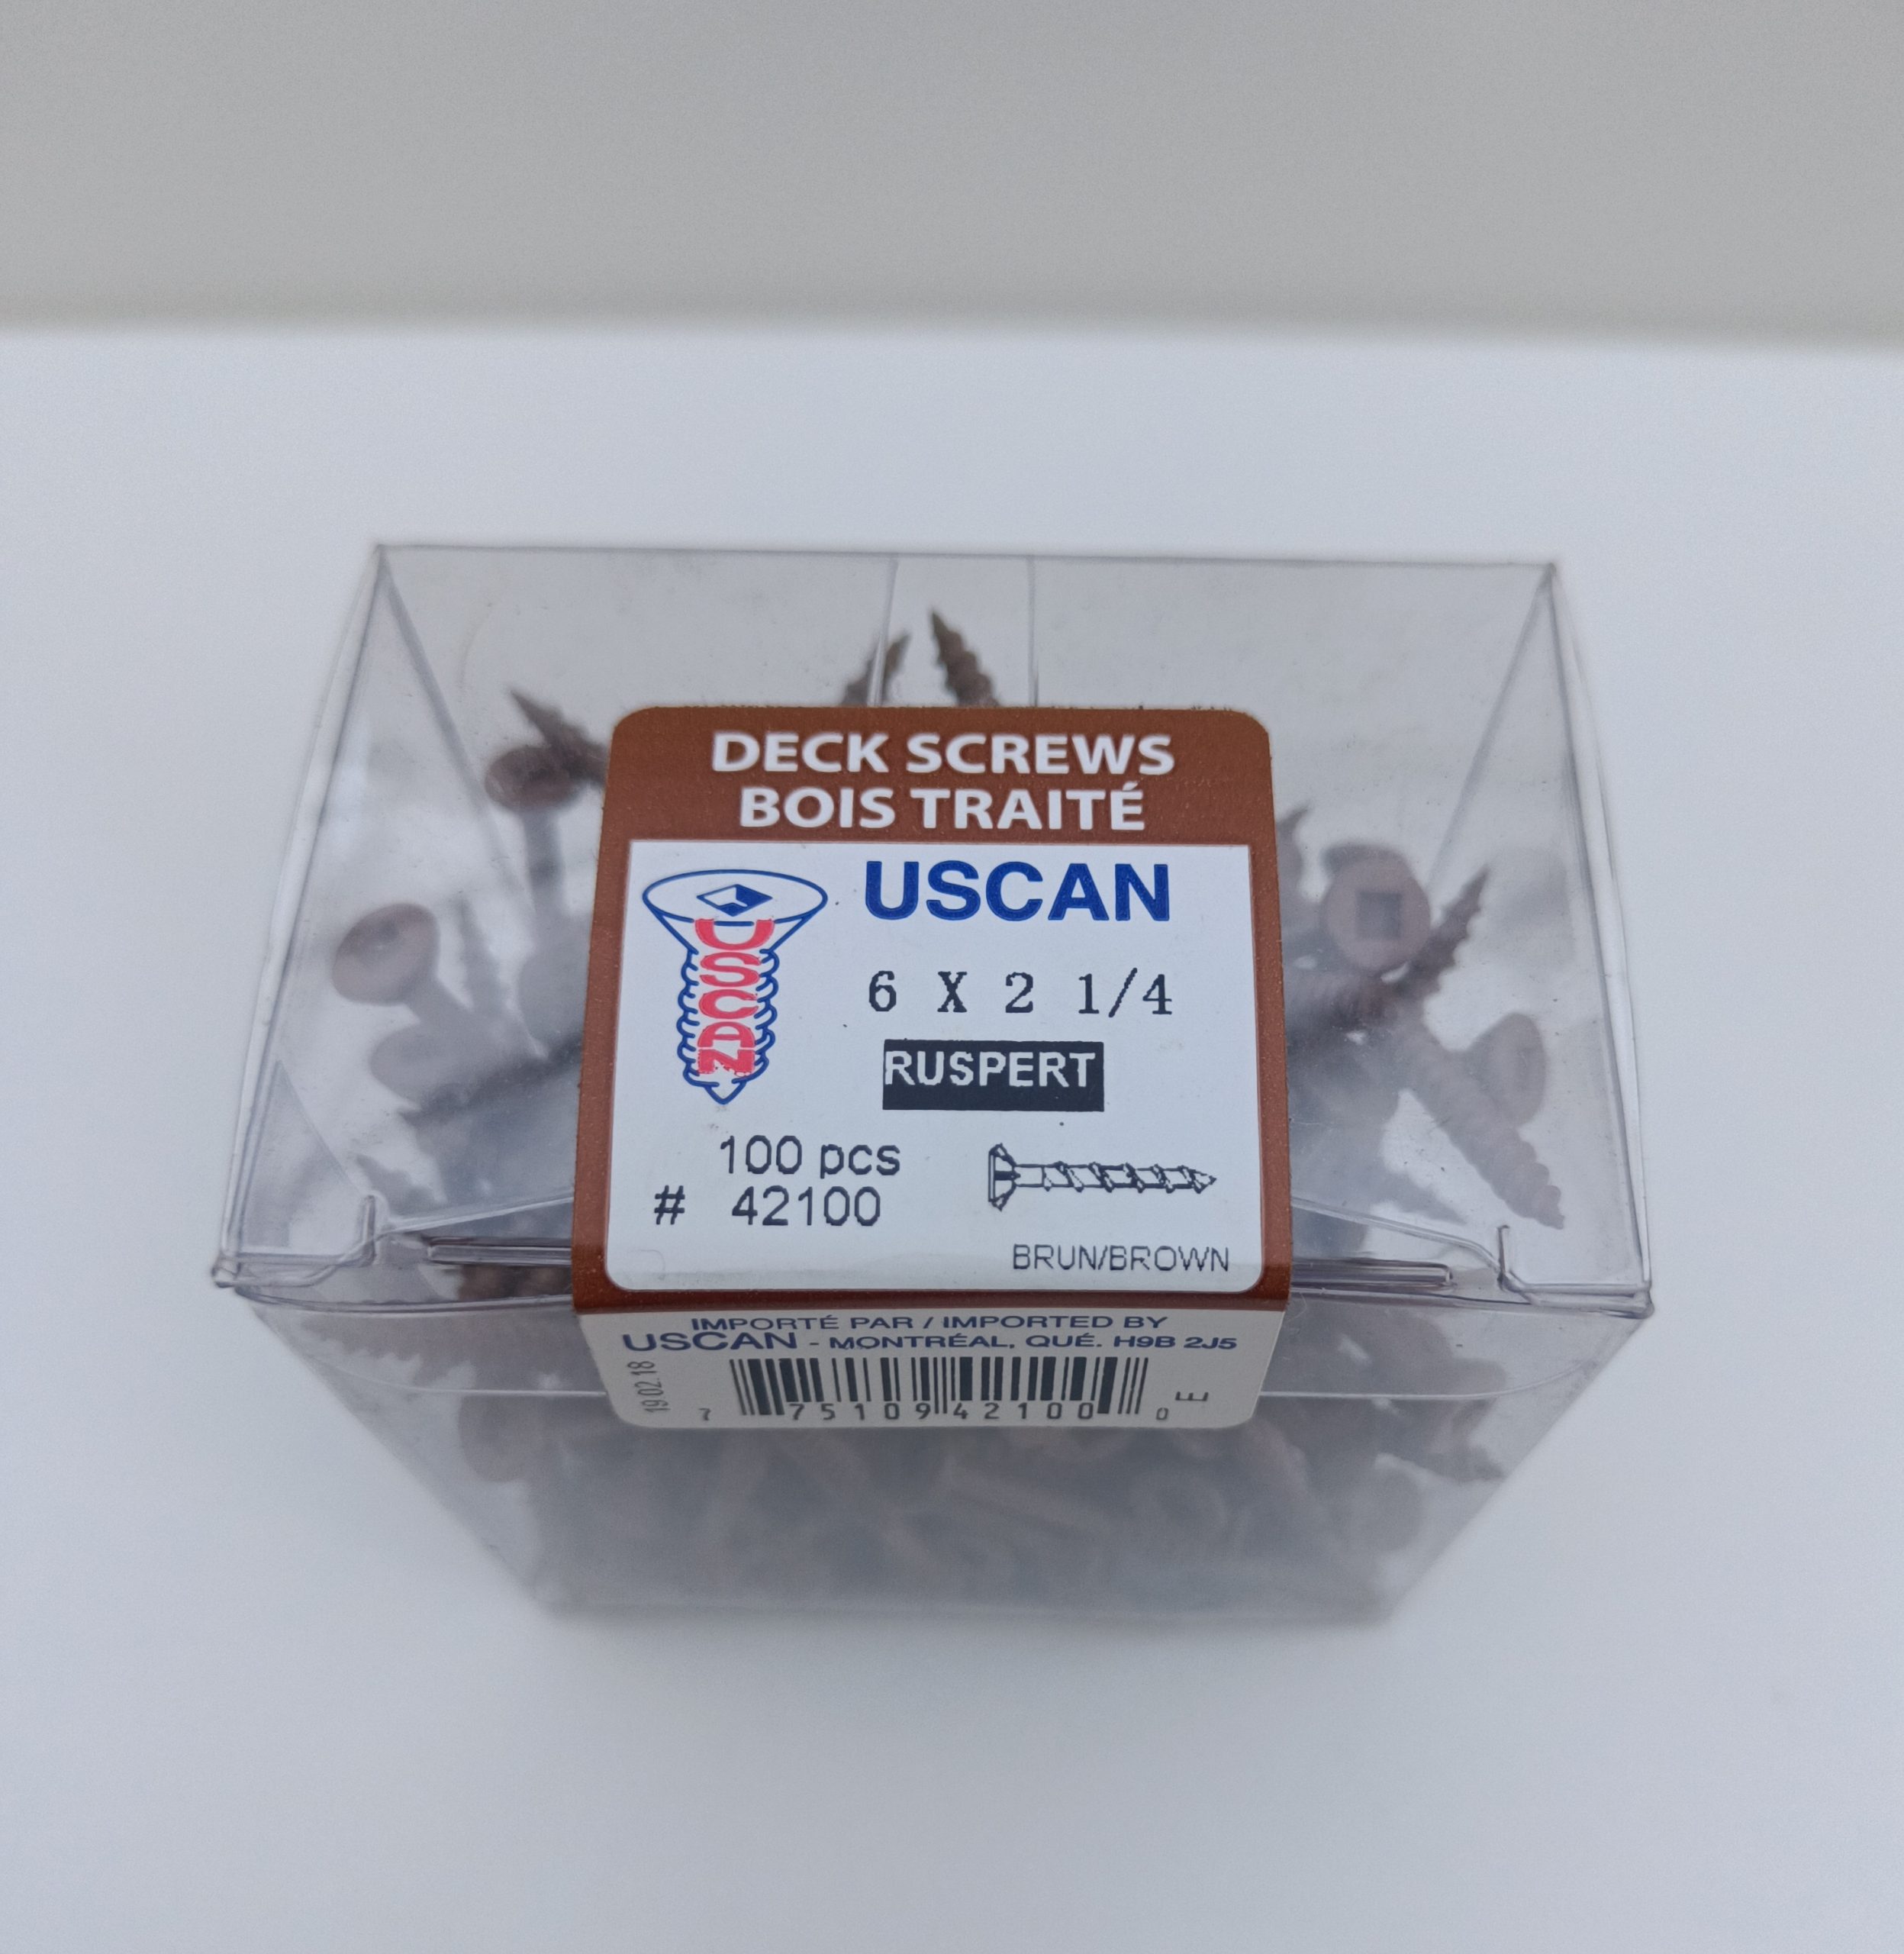 DECK SCREWS
BOIS TRAITÉ
USCAN
USCAN
6 X 2 1/4
RUSPERT
100 pcs
# 42100
BRUN/BROWN
IMPORTÉ PAR / IMPORTED BY
USCAN - MONTRÉAL, QUÉ. H9B 2J5
19.02.18
7 75109 42100 0
E